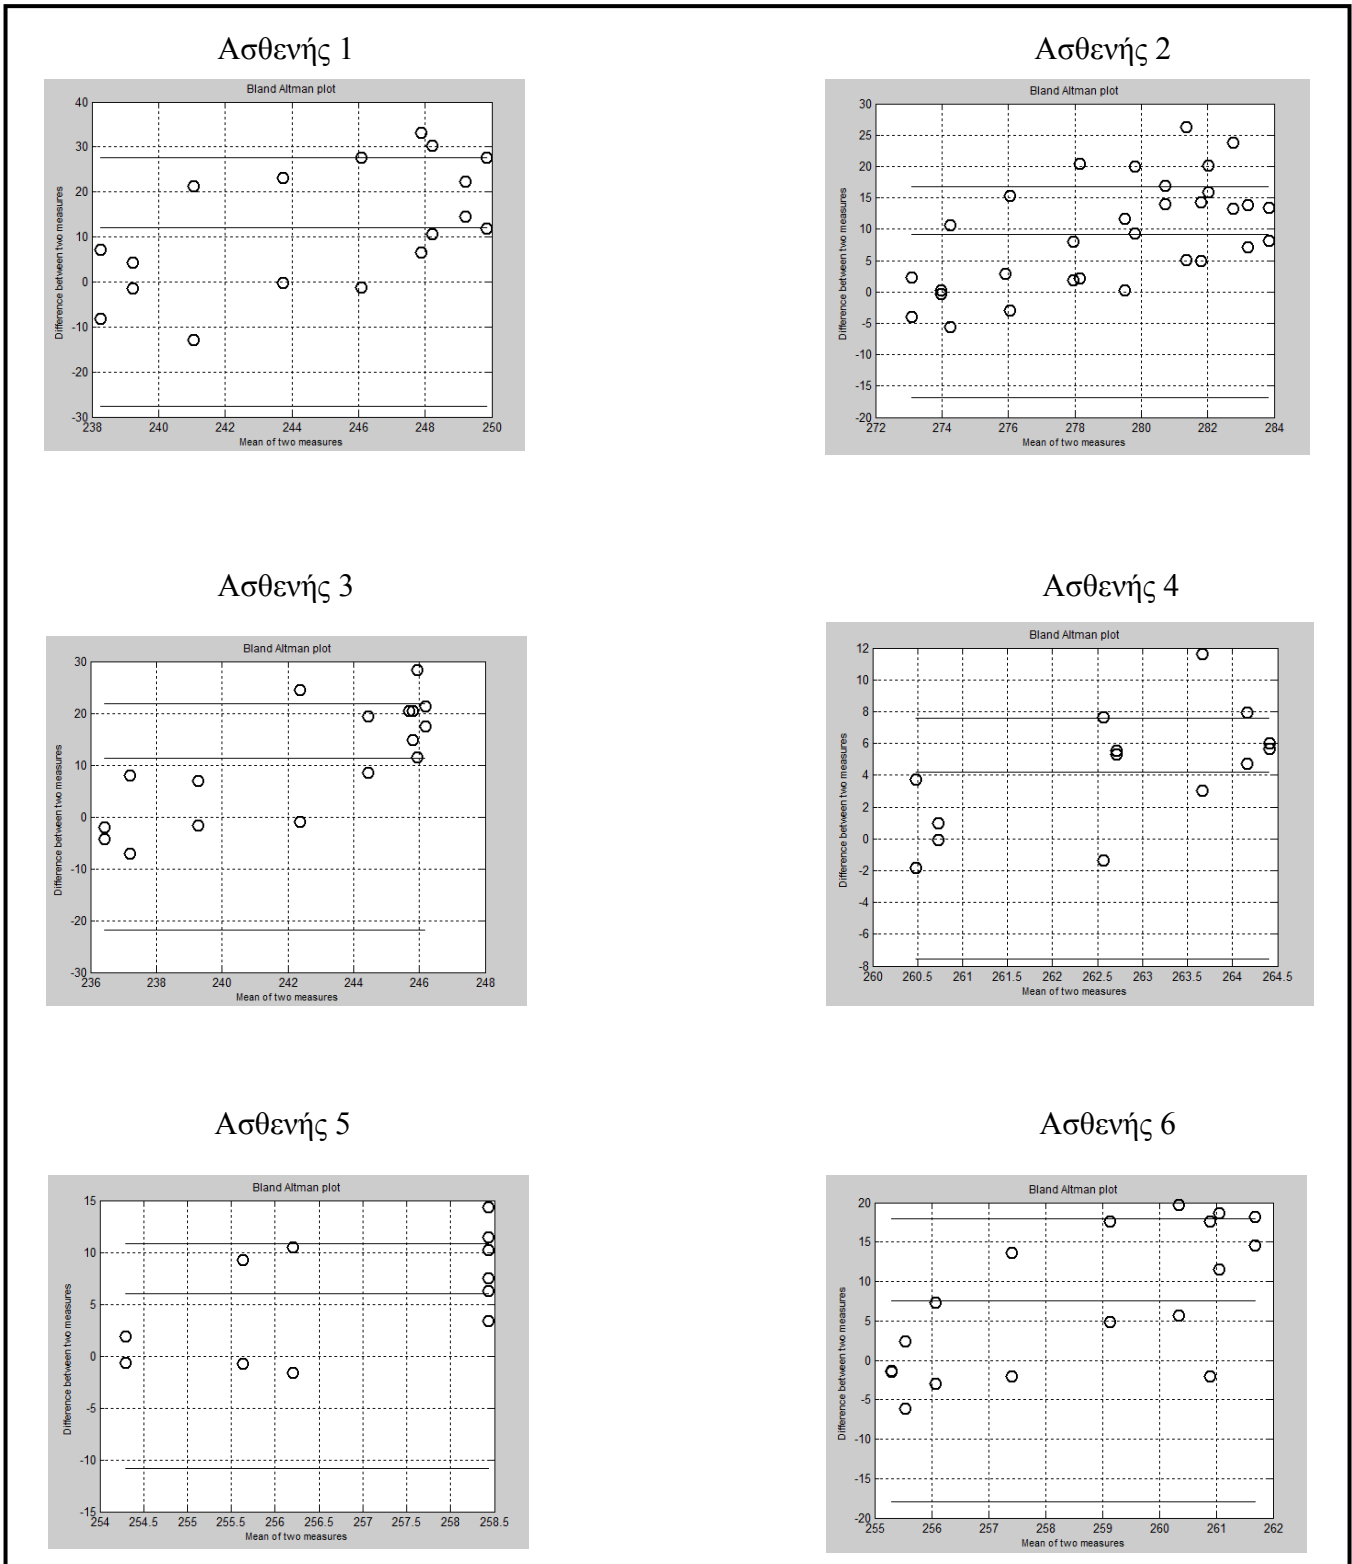 Ασθενής 1
Bland Altman plot
Difference between two measures
40
30
20
10
0
-10
-20
-30
238 240 242 244 246 248 250
Mean of two measures
Ασθενής 2
Bland Altman plot
Difference between two measures
30
25
20
15
10
5
0
-5
-10
-15
-20
272 274 276 278 280 282 284
Mean of two measures
Ασθενής 3
Bland Altman plot
Difference between two measures
30
20
10
0
-10
-20
-30
236 238 240 242 244 246 248
Mean of two measures
Ασθενής 4
Bland Altman plot
Difference between two measures
12
10
8
6
4
2
0
-2
-4
-6
-8
260 260.5 261 261.5 262 262.5 263 263.5 264 264.5
Mean of two measures
Ασθενής 5
Bland Altman plot
Difference between two measures
15
10
5
0
-5
-10
-15
254 254.5 255 255.5 256 256.5 257 257.5 258 258.5
Mean of two measures
Ασθενής 6
Bland Altman plot
Difference between two measures
20
15
10
5
0
-5
-10
-15
-20
255 256 257 258 259 260 261 262
Mean of two measures